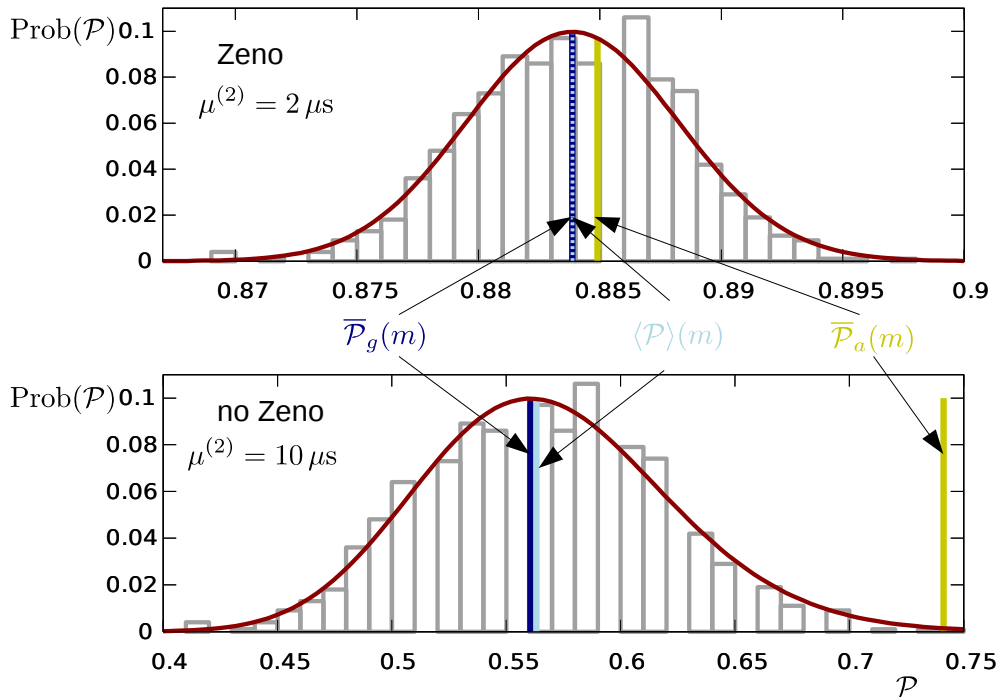 Prob(𝒫)
0.1
0.08
0.06
0.04
0.02
0
Zeno
μ⁽²⁾ = 2 μs
0.87 0.875 0.88 0.885 0.89 0.895 0.9
𝒫̅g(m) ⟨𝒫⟩(m) 𝒫̅a(m)
Prob(𝒫)
0.1
0.08
0.06
0.04
0.02
0
no Zeno
μ⁽²⁾ = 10 μs
0.4 0.45 0.5 0.55 0.6 0.65 0.7 0.75
𝒫